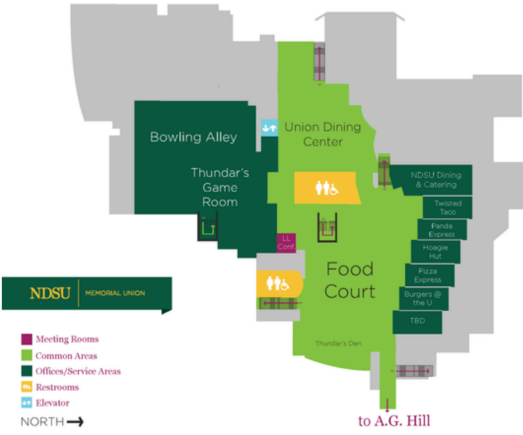 Bowling Alley
Union Dining
Center
Thundar's
Game
Room
NDSU Dining
& Catering
Twisted
Taco
Panda
Express
Hoagie
Hut
Pizza
Express
Burgers @
the U
TBD
LL
Conf.
Food
Court
Thundar's Den
NDSU MEMORIAL UNION
Meeting Rooms
Common Areas
Offices/Service Areas
Restrooms
Elevator
NORTH
to A.G. Hill